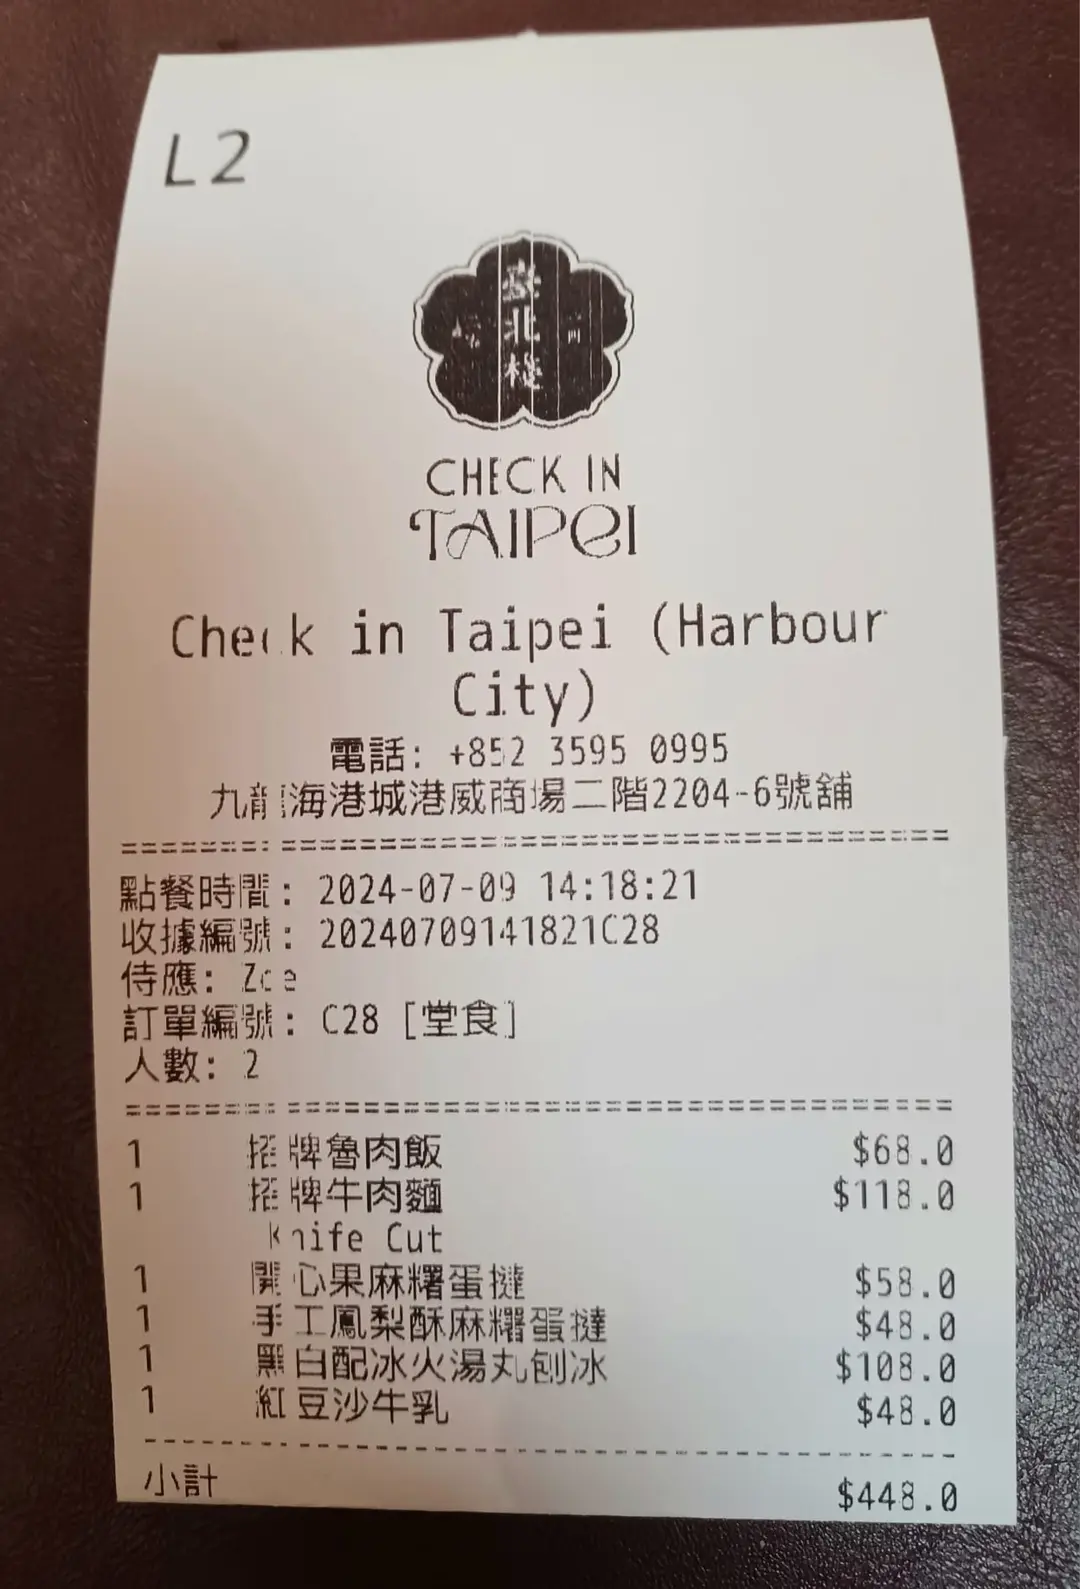 L2
臺北棧
CHECK IN
TAIPEI
Check in Taipei (Harbour
City)
電話: +852 3595 0995
九龍海港城港威商場二階2204-6號舖
點餐時間: 2024-07-09 14:18:21
收據編號: 20240709141821C28
侍應: Zoe
訂單編號: C28 [堂食]
人數: 2
1 招牌魯肉飯 $68.0
1 招牌牛肉麵 $118.0
Knife Cut
1 開心果麻糬蛋撻 $58.0
1 手工鳳梨酥麻糬蛋撻 $48.0
1 黑白配冰火湯丸刨冰 $108.0
1 紅豆沙牛乳 $48.0
小計 $448.0